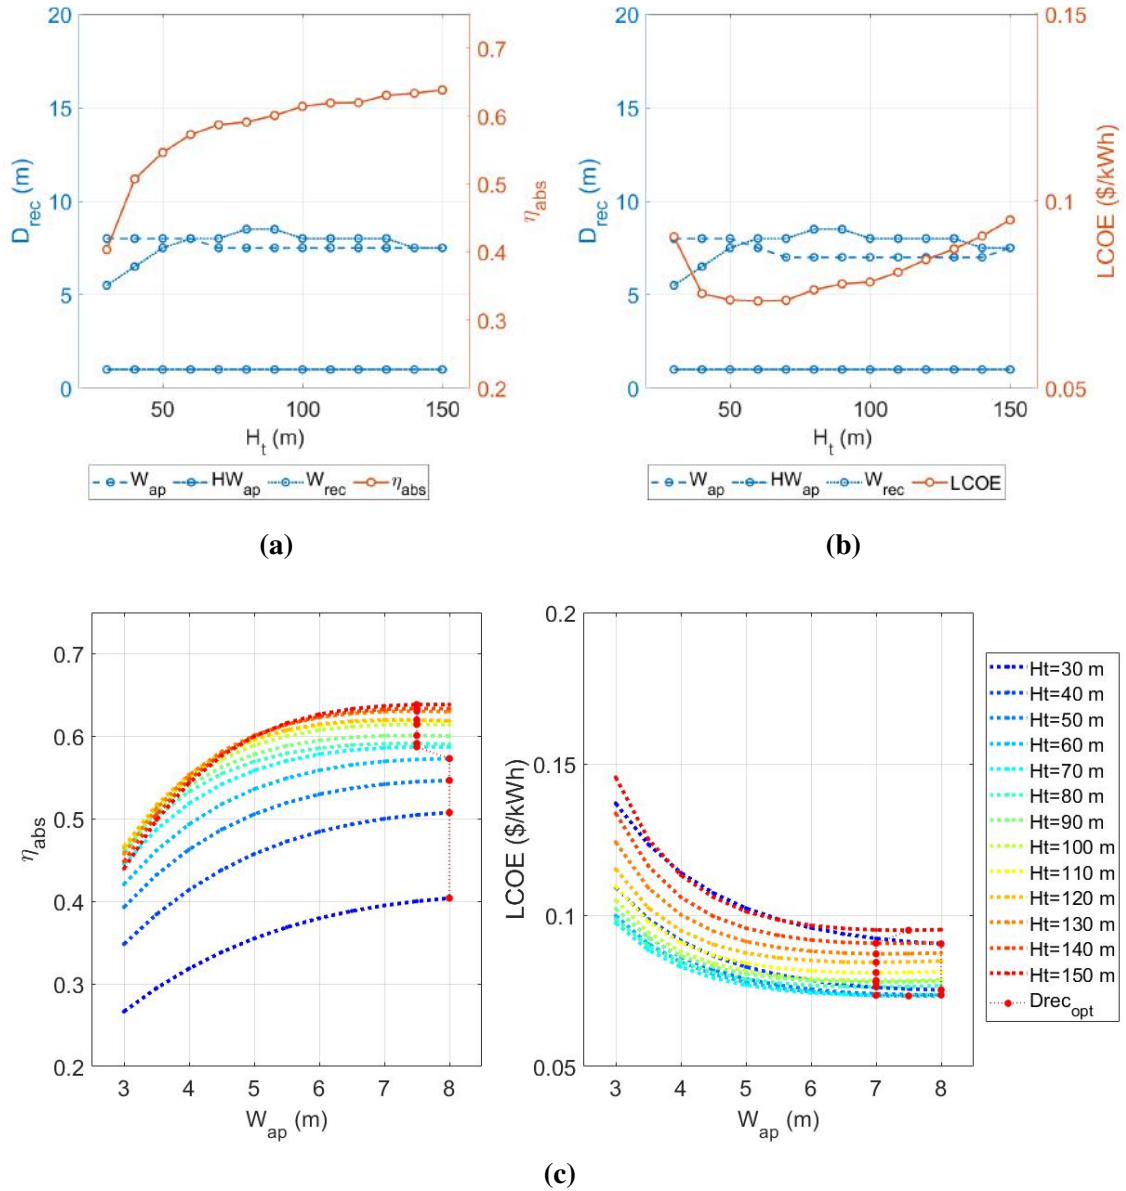 20
15
10
5
0
D_rec (m)
50 100 150
H_t (m)
0.7
0.6
0.5
0.4
0.3
0.2
η_abs
W_ap HW_ap W_rec η_abs
(a)
20
15
10
5
0
D_rec (m)
50 100 150
H_t (m)
0.15
0.1
0.05
LCOE ($/kWh)
W_ap HW_ap W_rec LCOE
(b)
0.7
0.6
0.5
0.4
0.3
0.2
η_abs
3 4 5 6 7 8
W_ap (m)
0.2
0.15
0.1
0.05
LCOE ($/kWh)
3 4 5 6 7 8
W_ap (m)
Ht=30 m
Ht=40 m
Ht=50 m
Ht=60 m
Ht=70 m
Ht=80 m
Ht=90 m
Ht=100 m
Ht=110 m
Ht=120 m
Ht=130 m
Ht=140 m
Ht=150 m
Drec_opt
(c)